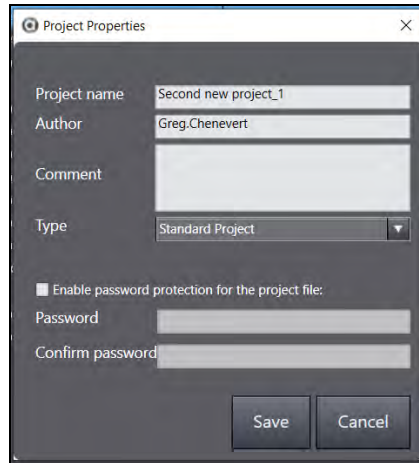 Project Properties
Project name Second new project_1
Author Greg.Chenevert
Comment
Type Standard Project
Enable password protection for the project file:
Password
Confirm password
Save Cancel